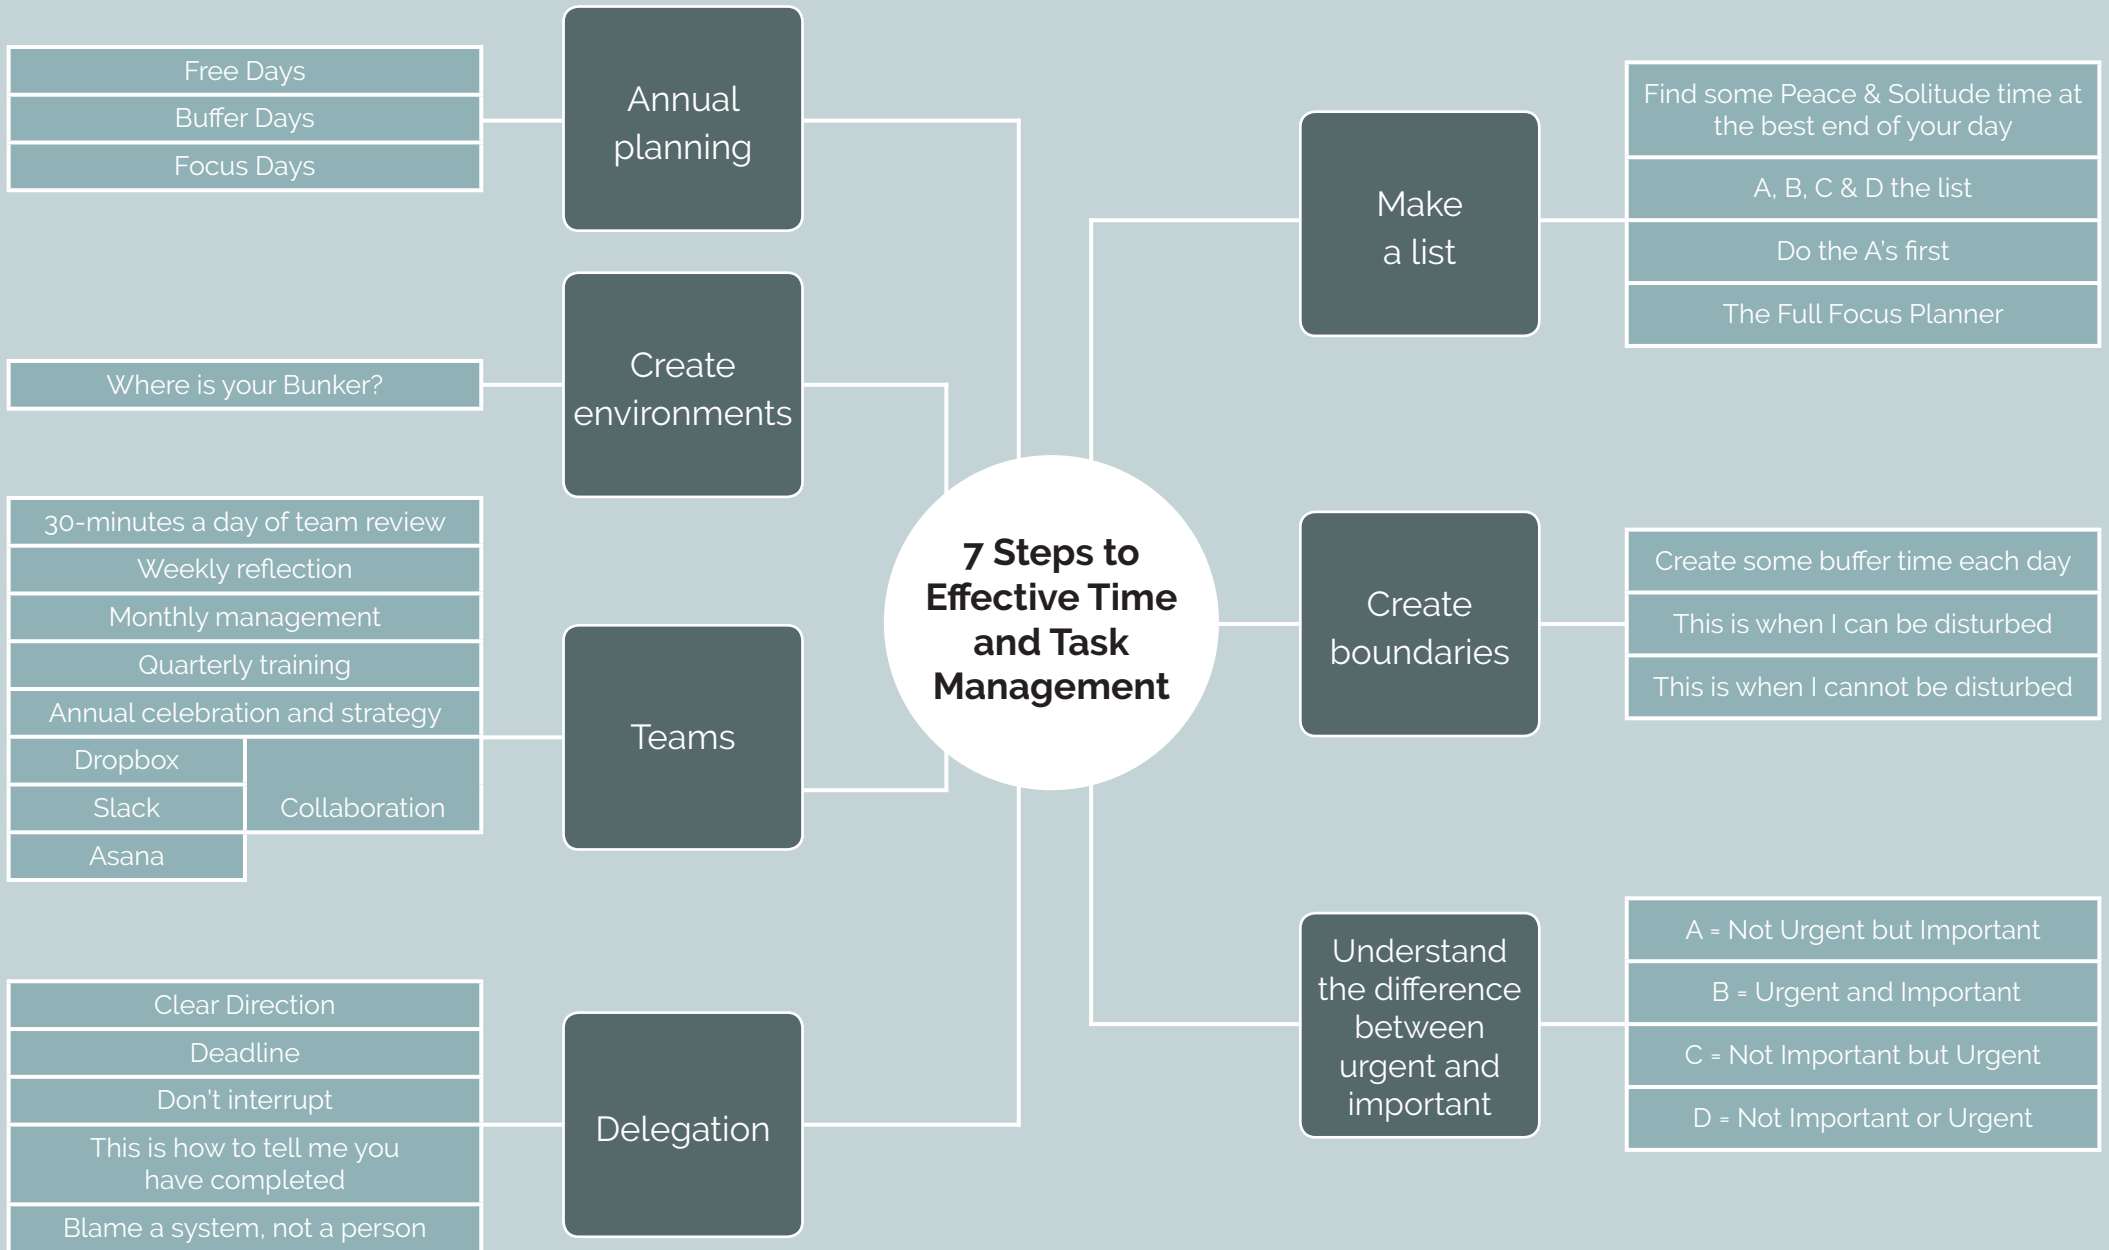 Free Days
Buffer Days
Focus Days
Annual
planning
Where is your Bunker?
Create
environments
30-minutes a day of team review
Weekly reflection
Monthly management
Quarterly training
Annual celebration and strategy
Dropbox
Slack
Asana
Collaboration
Teams
Clear Direction
Deadline
Don't interrupt
This is how to tell me you
have completed
Blame a system, not a person
Delegation
7 Steps to
Effective Time
and Task
Management
Make
a list
Find some Peace & Solitude time at
the best end of your day
A, B, C & D the list
Do the A's first
The Full Focus Planner
Create
boundaries
Create some buffer time each day
This is when I can be disturbed
This is when I cannot be disturbed
Understand
the difference
between
urgent and
important
A = Not Urgent but Important
B = Urgent and Important
C = Not Important but Urgent
D = Not Important or Urgent